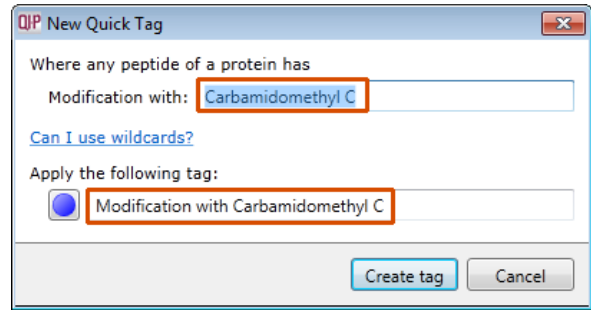 QIP New Quick Tag
Where any peptide of a protein has
Modification with: Carbamidomethyl C
Can I use wildcards?
Apply the following tag:
Modification with Carbamidomethyl C
Create tag Cancel